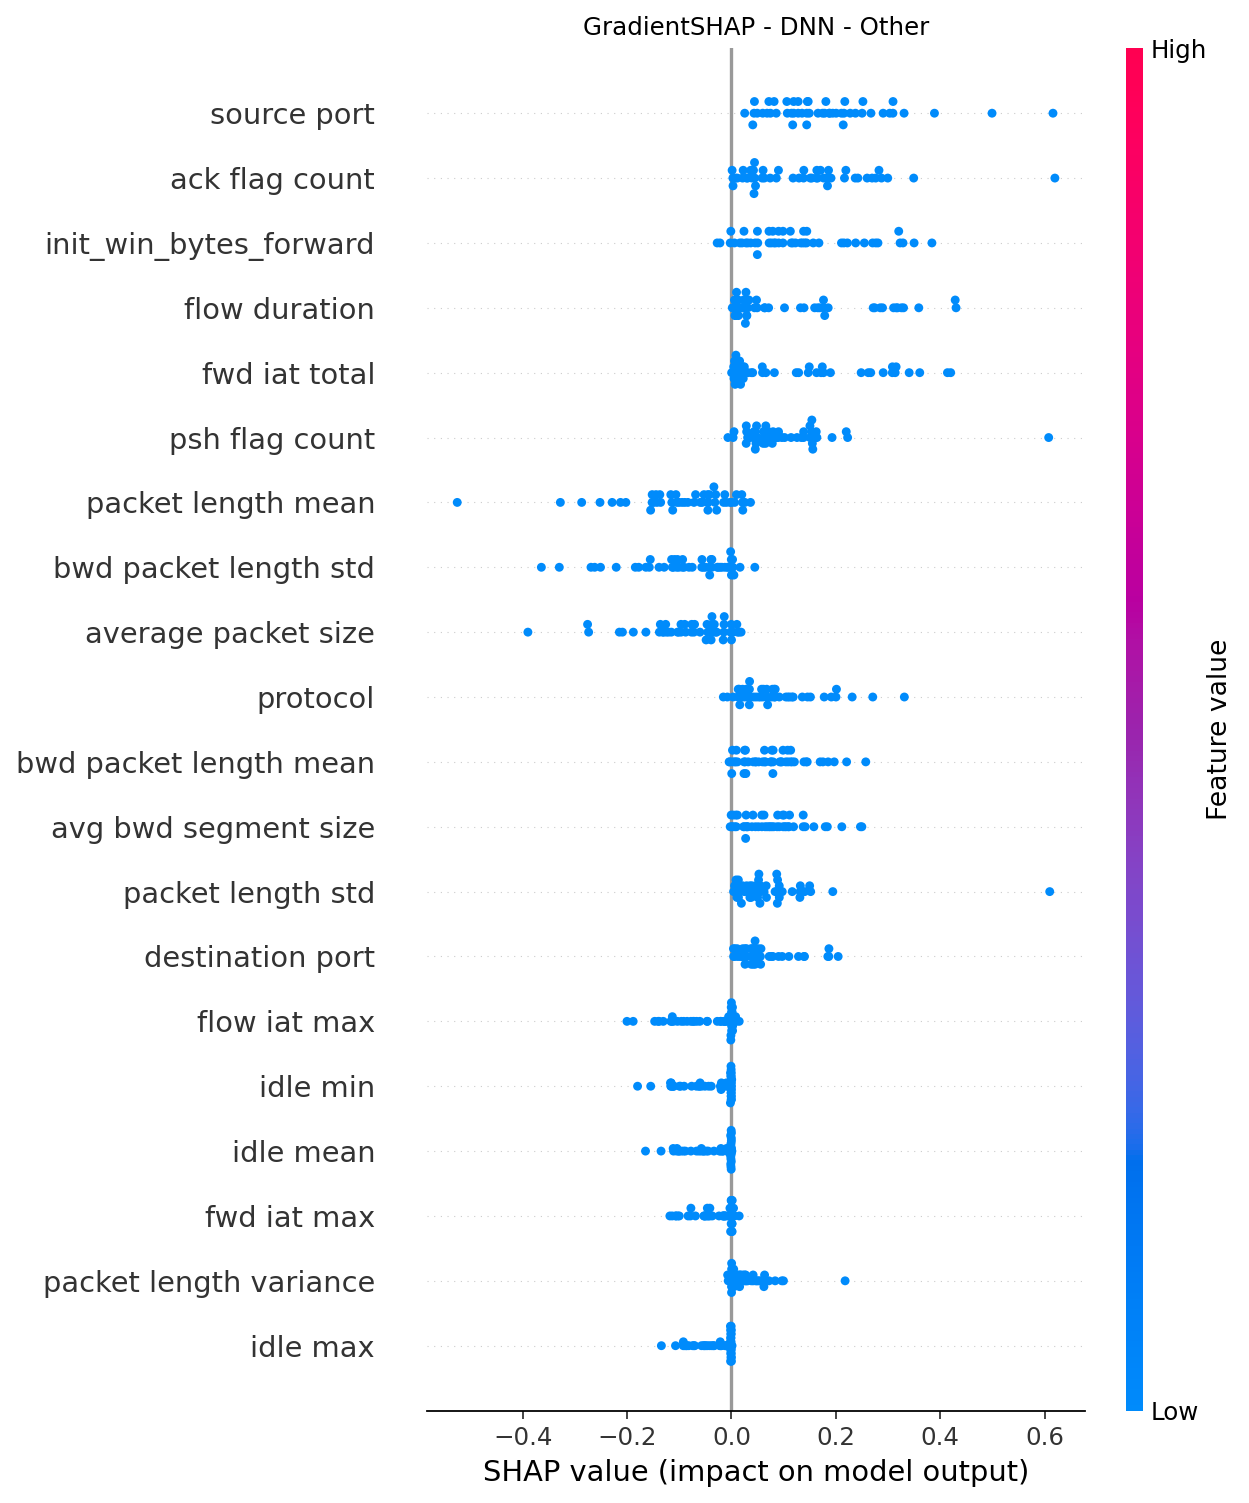 GradientSHAP - DNN - Other
High
source port
ack flag count
init_win_bytes_forward
flow duration
fwd iat total
psh flag count
packet length mean
bwd packet length std
average packet size
protocol
bwd packet length mean
avg bwd segment size
packet length std
destination port
flow iat max
idle min
idle mean
fwd iat max
packet length variance
idle max
Feature value
Low
−0.4 −0.2 0.0 0.2 0.4 0.6
SHAP value (impact on model output)